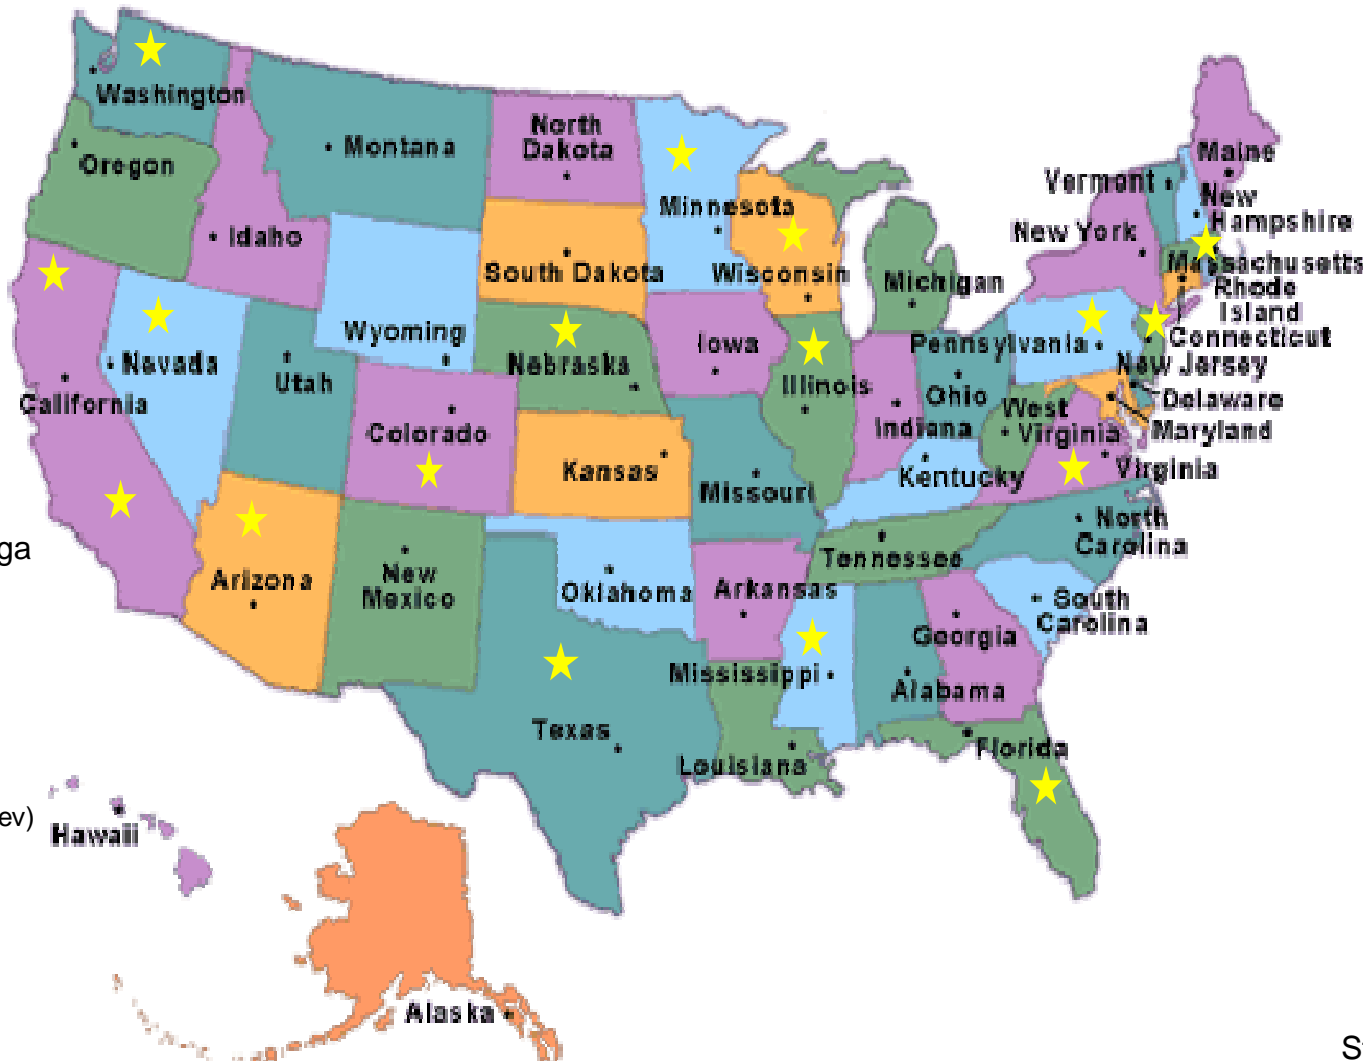 Washington
Oregon
Idaho
Montana
North
Dakota
Minnesota
South Dakota
Wisconsin
Michigan
Vermont
Maine
New
Hampshire
New York
Massachusetts
Rhode
Island
Connecticut
New Jersey
Delaware
Maryland
Pennsylvania
Wyoming
Nebraska
Iowa
Illinois
Indiana
Ohio
West
Virginia
Virginia
Nevada
Utah
California
Colorado
Kansas
Missouri
Kentucky
North
Carolina
Tennessee
South
Carolina
ga
Arizona
New
Mexico
Oklahoma
Arkansas
Mississippi
Alabama
Georgia
Texas
Louisiana
Florida
ev)
Hawaii
Alaska
S